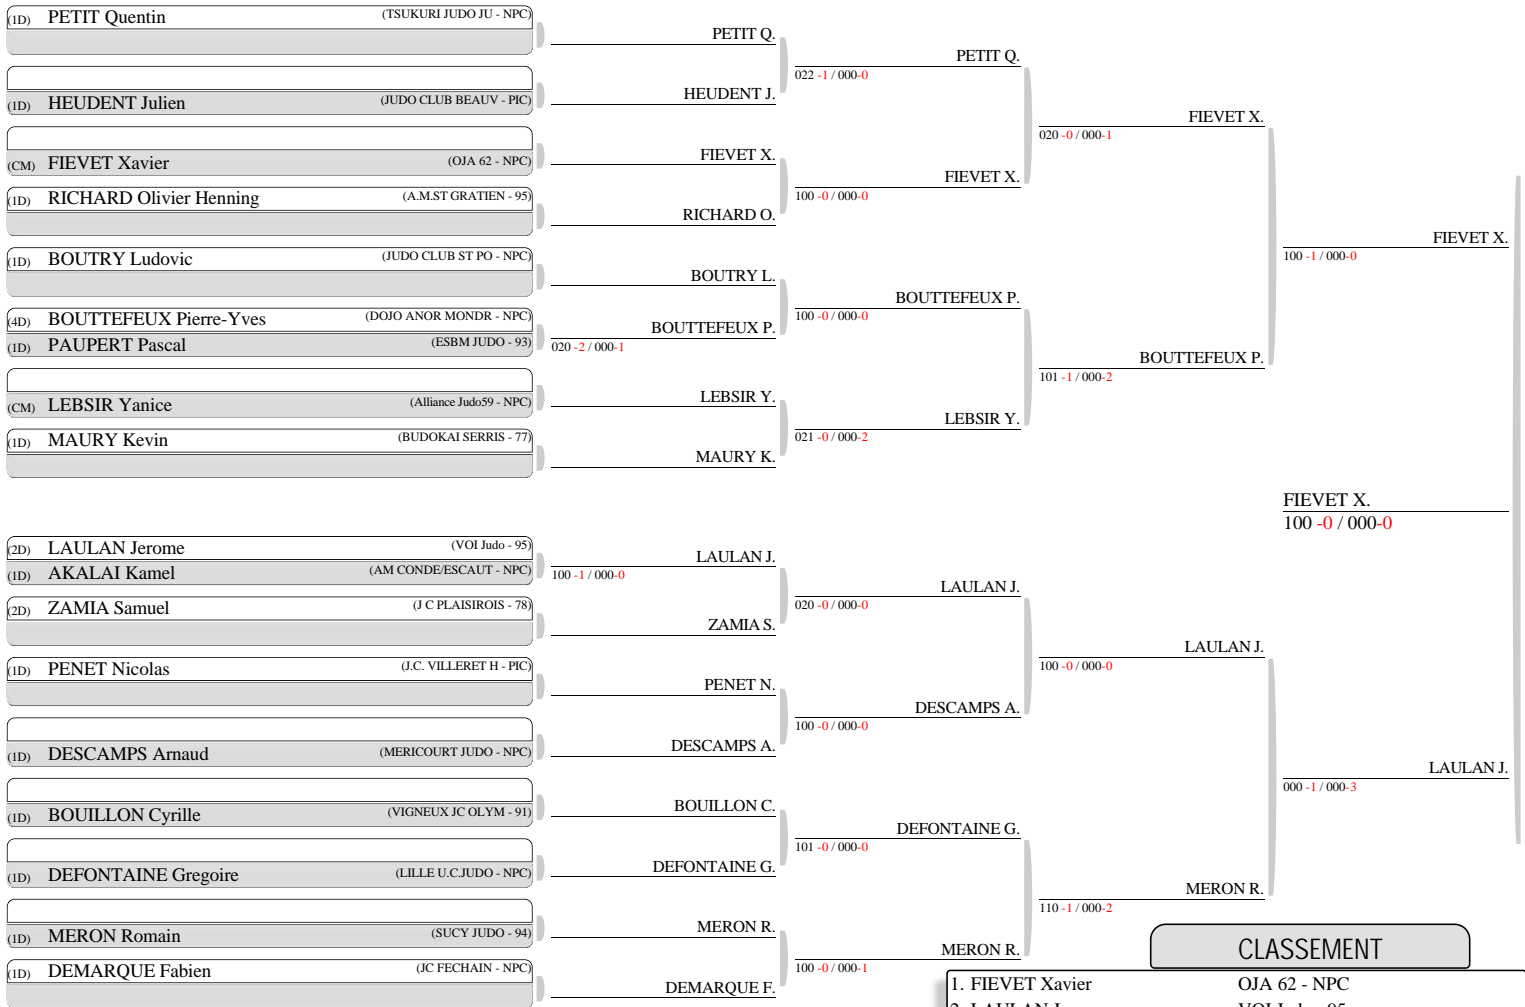 (1D) PETIT Quentin (TSUKURI JUDO JU - NPC)
(1D) HEUDENT Julien (JUDO CLUB BEAUV - PIC)
(CM) FIEVET Xavier (OJA 62 - NPC)
(1D) RICHARD Olivier Henning (A.M.ST GRATIEN - 95)
(1D) BOUTRY Ludovic (JUDO CLUB ST PO - NPC)
(4D) BOUTTEFEUX Pierre-Yves (DOJO ANOR MONDR - NPC)
(1D) PAUPERT Pascal (ESBM JUDO - 93)
(CM) LEBSIR Yanice (Alliance Judo59 - NPC)
(1D) MAURY Kevin (BUDOKAI SERRIS - 77)
(2D) LAULAN Jerome (VOI Judo - 95)
(1D) AKALAI Kamel (AM CONDE/ESCAUT - NPC)
(2D) ZAMIA Samuel (J C PLAISIROIS - 78)
(1D) PENET Nicolas (J.C. VILLERET H - PIC)
(1D) DESCAMPS Arnaud (MERICOURT JUDO - NPC)
(1D) BOUILLON Cyrille (VIGNEUX JC OLYM - 91)
(1D) DEFONTAINE Gregoire (LILLE U.C.JUDO - NPC)
(1D) MERON Romain (SUCY JUDO - 94)
(1D) DEMARQUE Fabien (JC FECHAIN - NPC)
PETIT Q.
HEUDENT J.
FIEVET X.
RICHARD O.
BOUTRY L.
BOUTTEFEUX P.
020 -2 / 000-1
LEBSIR Y.
MAURY K.
LAULAN J.
100 -1 / 000-0
ZAMIA S.
PENET N.
DESCAMPS A.
BOUILLON C.
DEFONTAINE G.
MERON R.
DEMARQUE F.
PETIT Q.
022 -1 / 000-0
FIEVET X.
100 -0 / 000-0
BOUTTEFEUX P.
100 -0 / 000-0
LEBSIR Y.
021 -0 / 000-2
LAULAN J.
020 -0 / 000-0
DESCAMPS A.
100 -0 / 000-0
DEFONTAINE G.
101 -0 / 000-0
MERON R.
100 -0 / 000-1
FIEVET X.
020 -0 / 000-1
BOUTTEFEUX P.
101 -1 / 000-2
LAULAN J.
100 -0 / 000-0
MERON R.
110 -1 / 000-2
FIEVET X.
100 -1 / 000-0
LAULAN J.
000 -1 / 000-3
FIEVET X.
100 -0 / 000-0
CLASSEMENT
1. FIEVET Xavier OJA 62 - NPC